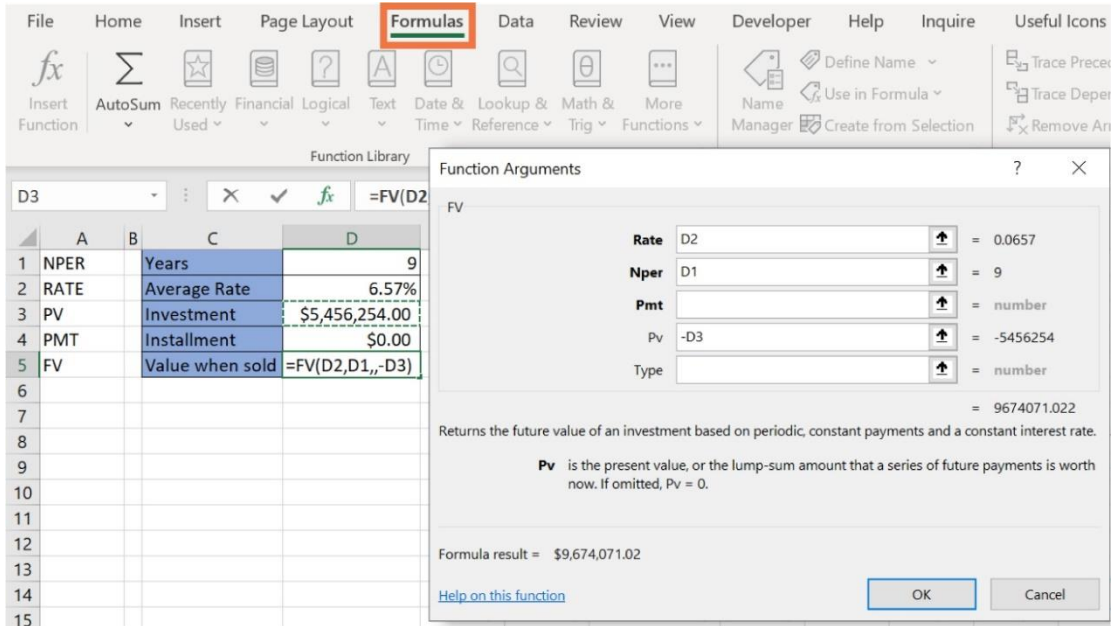 File Home Insert Page Layout Formulas Data Review View Developer Help Inquire Useful Icons
fx Σ ? A θ
Insert Function AutoSum Recently Used Financial Logical Text Date & Time Lookup & Reference Math & Trig More Functions Name Manager
Define Name
Use in Formula
Create from Selection
Trace
Trace
Remove
Function Library
D3 fx =FV(D2
A B C D
1 NPER Years 9
2 RATE Average Rate 6.57%
3 PV Investment $5,456,254.00
4 PMT Installment $0.00
5 FV Value when sold =FV(D2,D1,,-D3)
6
7
8
9
10
11
12
13
14
15
Function Arguments ?
FV
Rate D2 = 0.0657
Nper D1 = 9
Pmt = number
Pv -D3 = -5456254
Type = number
= 9674071.022
Returns the future value of an investment based on periodic, constant payments and a constant interest rate.
Pv is the present value, or the lump-sum amount that a series of future payments is worth
now. If omitted, Pv = 0.
Formula result = $9,674,071.02
Help on this function OK Cancel